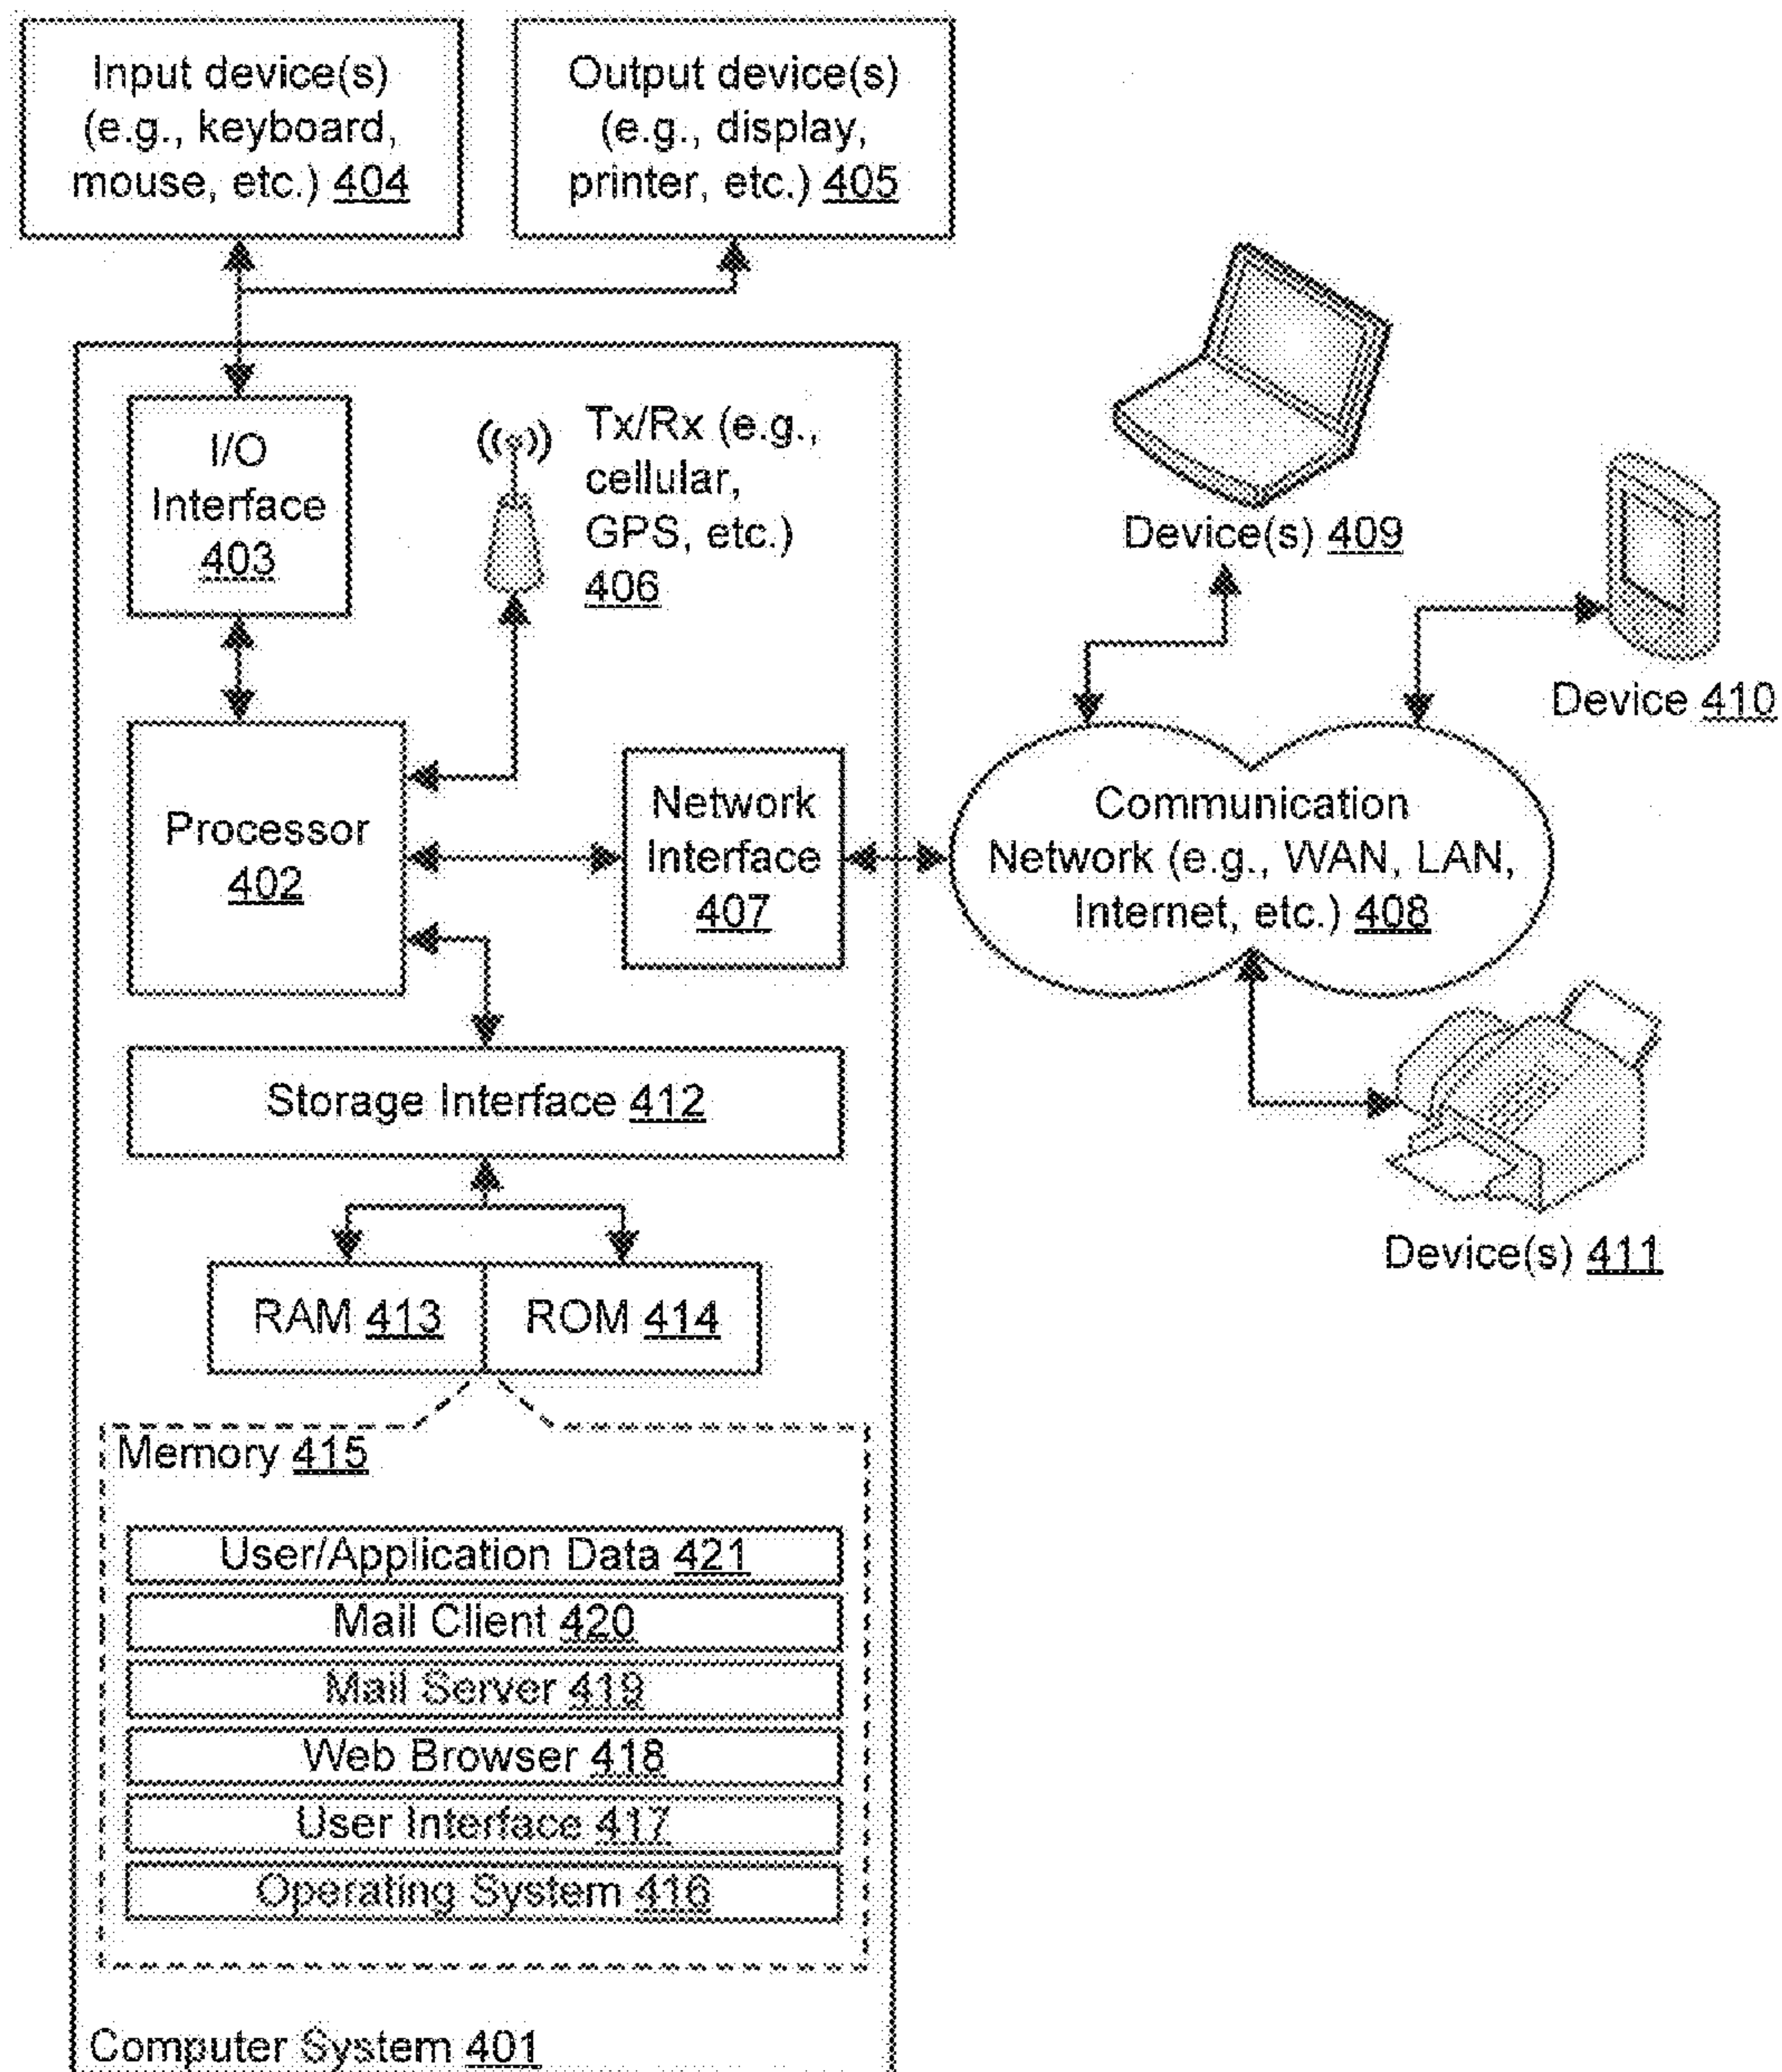 Input device(s)
(e.g., keyboard,
mouse, etc.) 404
Output device(s)
(e.g., display,
printer, etc.) 405
I/O
Interface
403
Tx/Rx (e.g.,
cellular,
GPS, etc.)
406
Device(s) 409
Device 410
Processor
402
Network
Interface
407
Communication
Network (e.g., WAN, LAN,
Internet, etc.) 408
Storage Interface 412
Device(s) 411
RAM 413
ROM 414
Memory 415
User/Application Data 421
Mail Client 420
Mail Server 419
Web Browser 418
User Interface 417
Operating System 416
Computer System 401